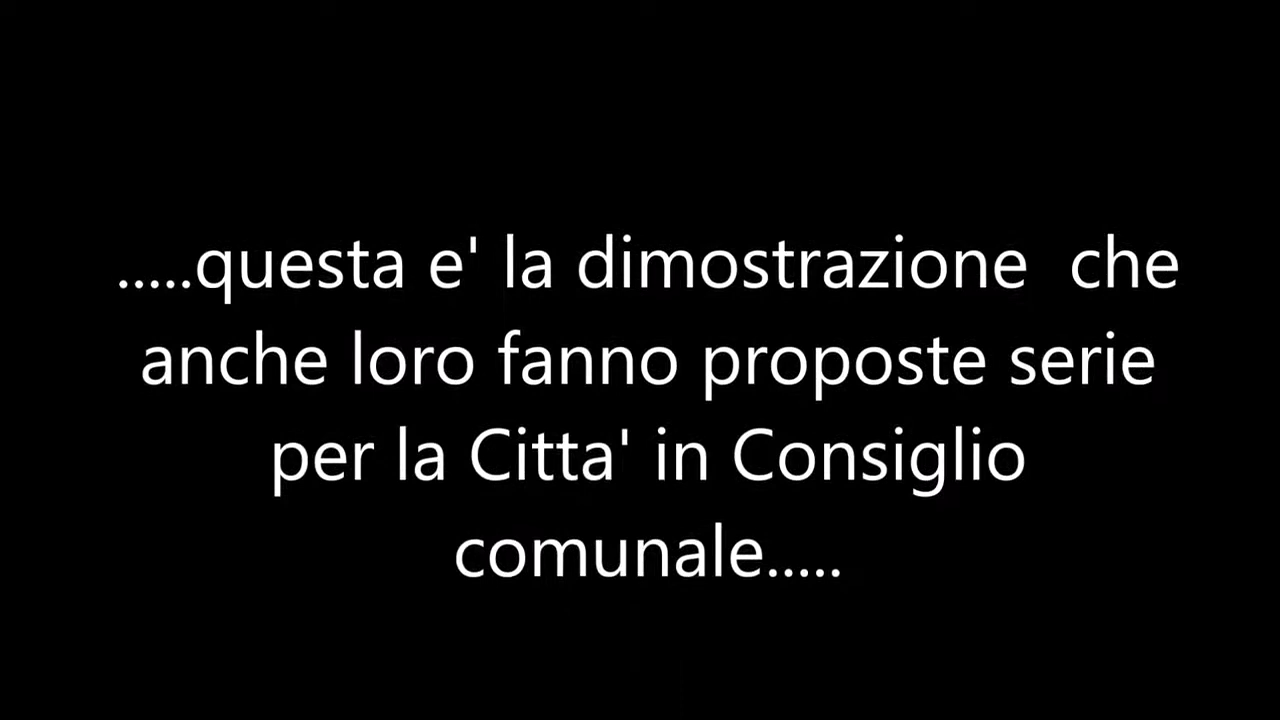 .....questa e' la dimostrazione  che
anche loro fanno proposte serie
per la Citta' in Consiglio
comunale.....